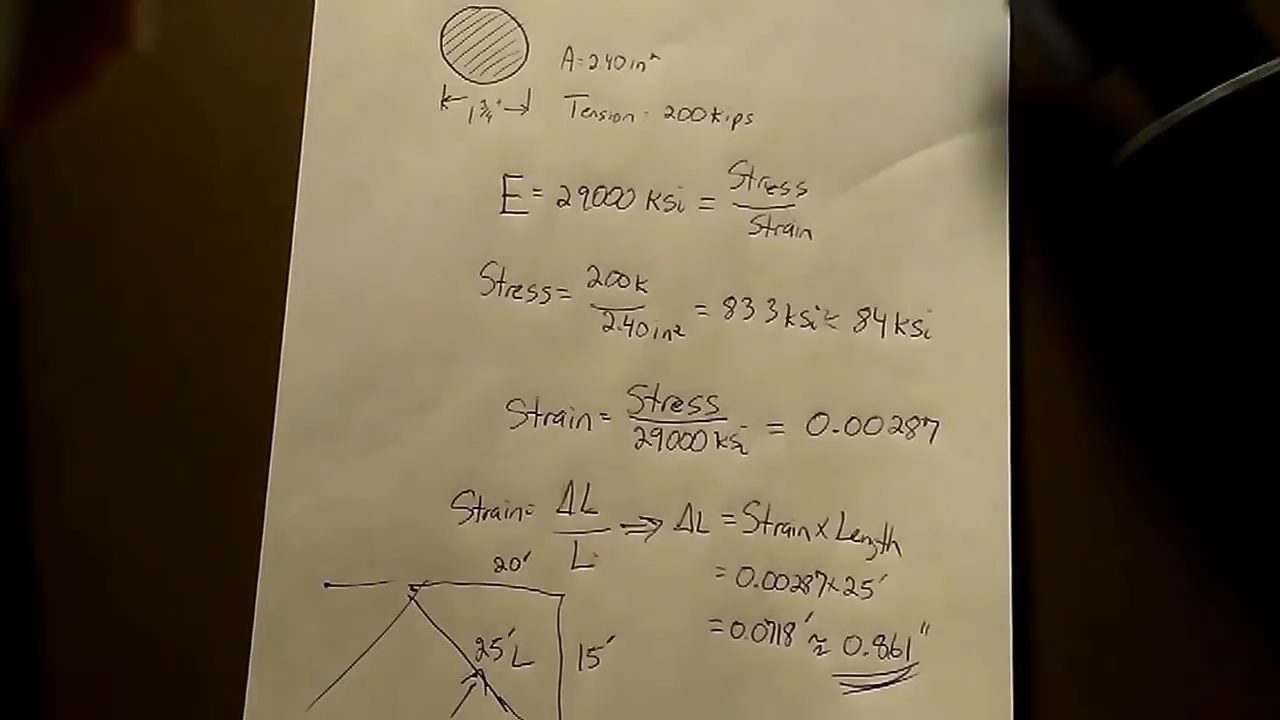 A = 2.40 in²
1 3/4"
Tension = 200 kips
E = 29000 ksi = Stress / Strain
Stress = 200k / 2.40 in² = 83.3 ksi ≈ 84 ksi
Strain = Stress / 29000 ksi = 0.00287
Strain = ΔL / L ⇒ ΔL = Strain x Length
= 0.00287 x 25'
= 0.0718' ≈ 0.861"
20'
25' L
15'